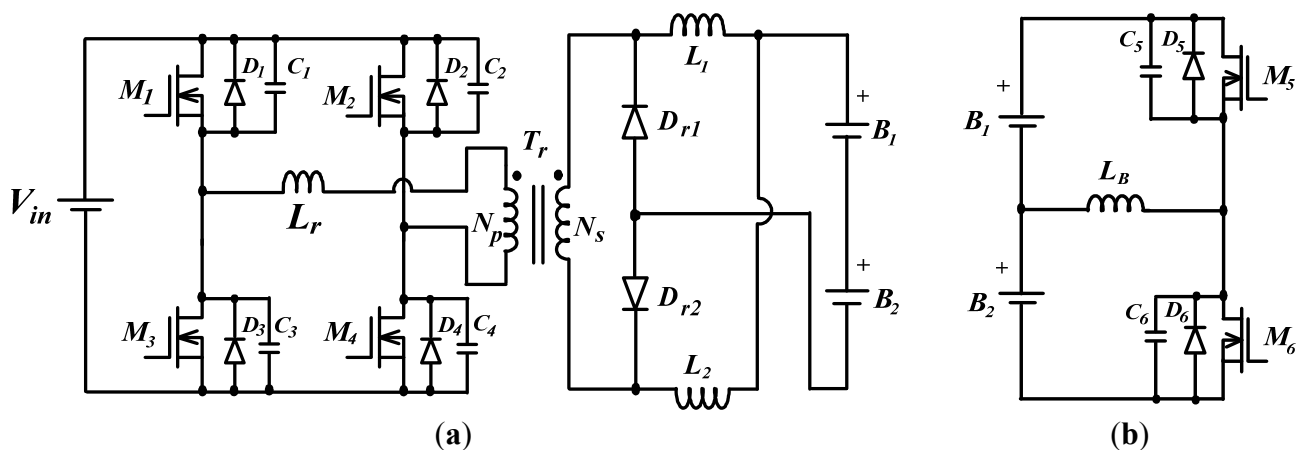 M1 D1 C1 M2 D2 C2
Vin
Lr
Tr
Np Ns
M3 D3 C3 M4 D4 C4
L1
Dr1
+
B1
Dr2
+
B2
L2
(a)
C5 D5 M5
+
B1
LB
+
B2
C6 D6 M6
(b)